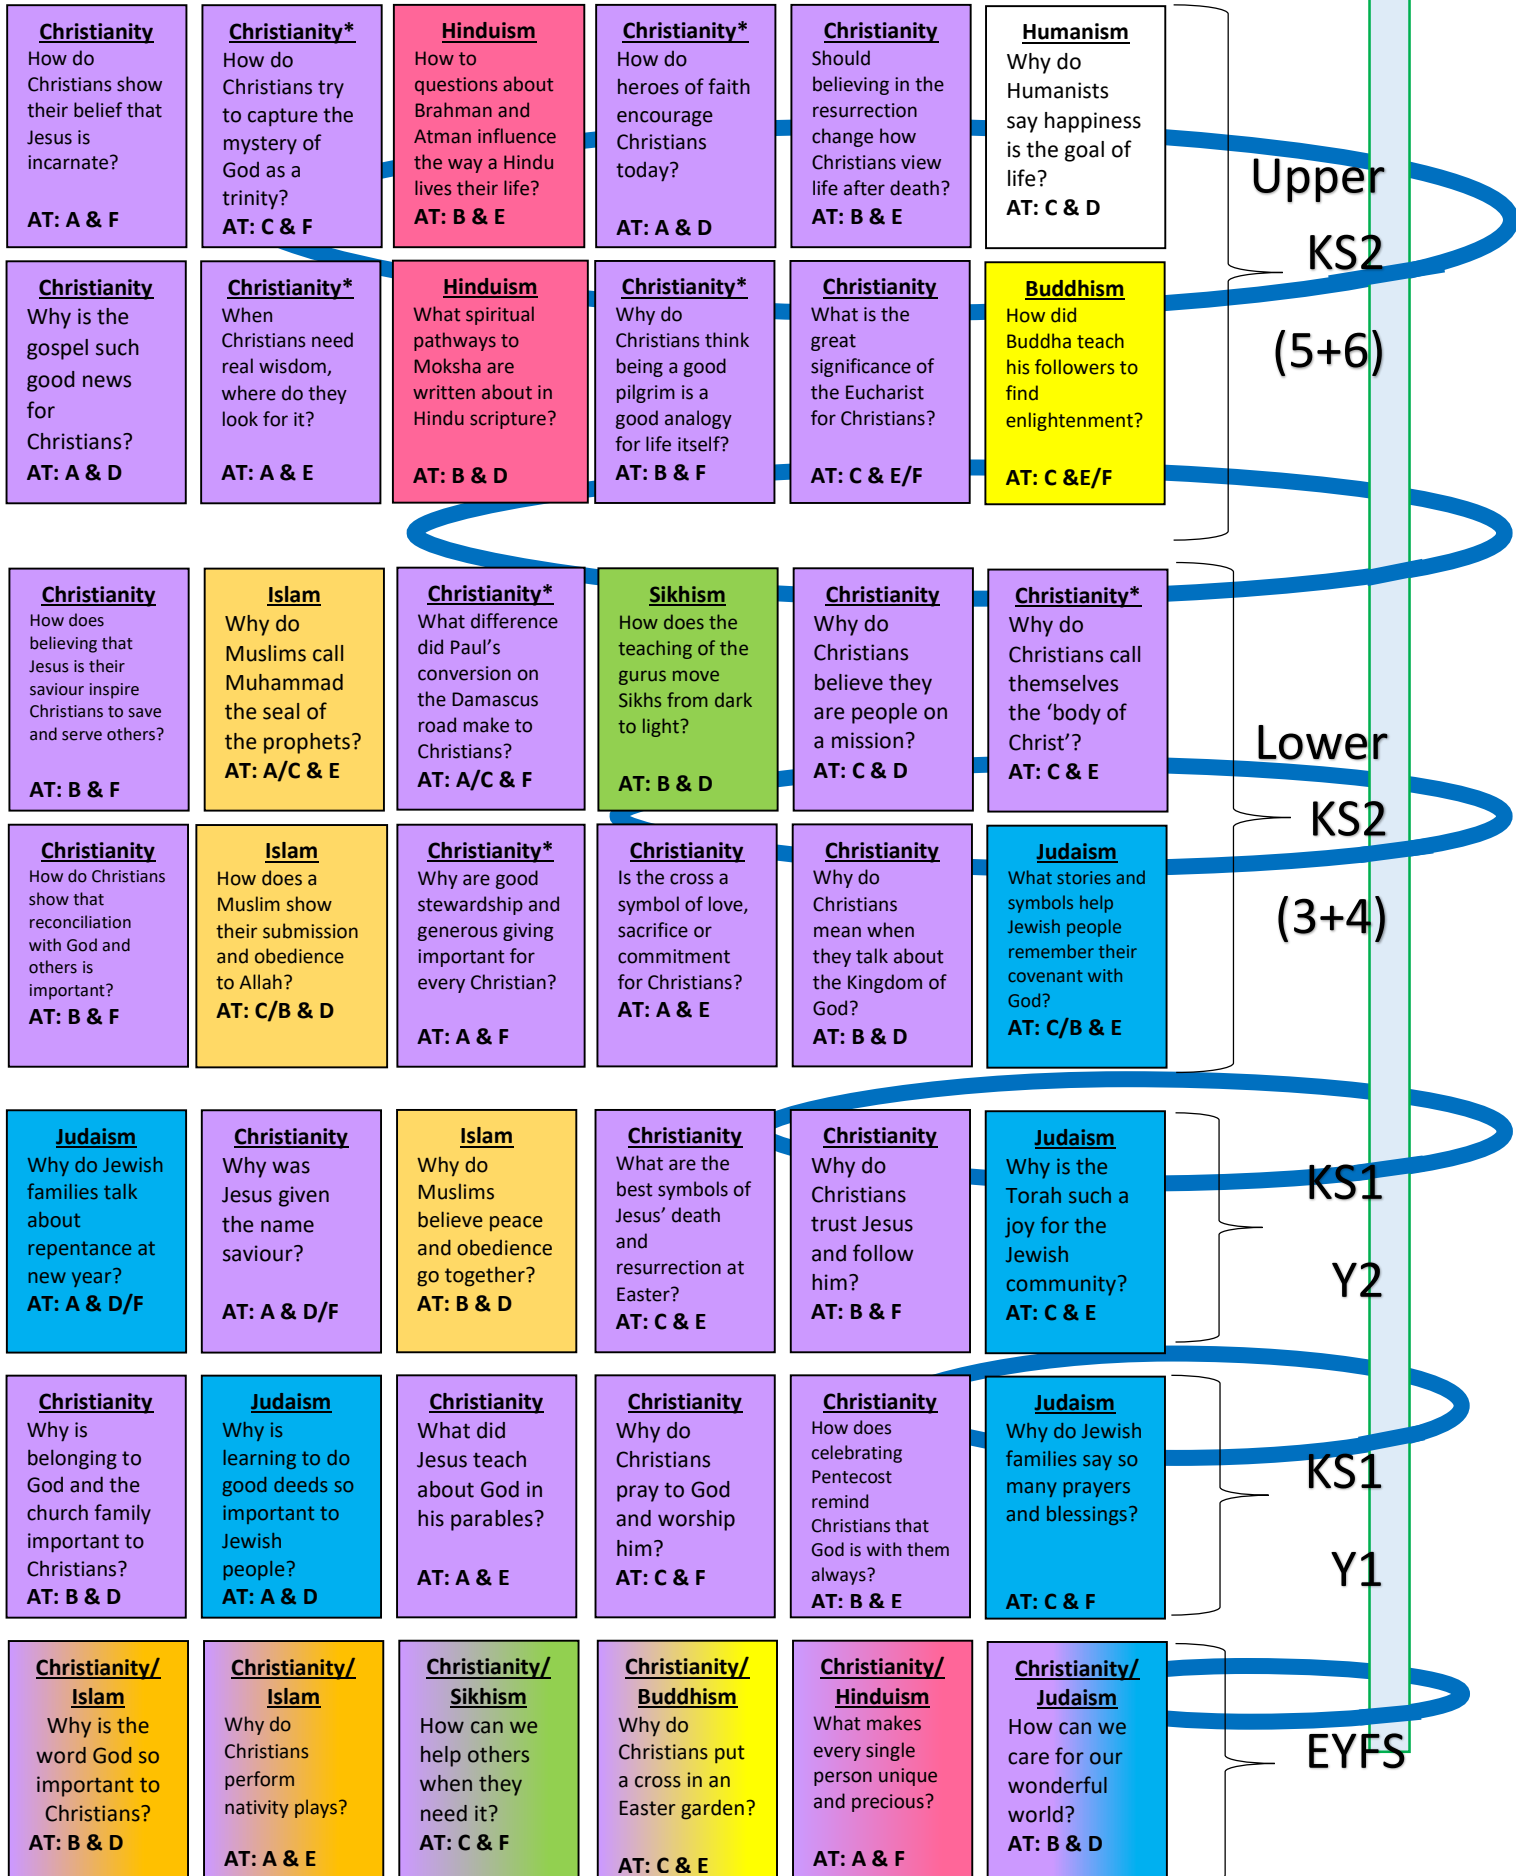 Christianity
How do
Christians show
their belief that
Jesus is
incarnate?
AT: A & F
Christianity*
How do
Christians try
to capture the
mystery of
God as a
trinity?
AT: C & F
Hinduism
How to
questions about
Brahman and
Atman influence
the way a Hindu
lives their life?
AT: B & E
Christianity*
How do
heroes of faith
encourage
Christians
today?
AT: A & D
Christianity
Should
believing in the
resurrection
change how
Christians view
life after death?
AT: B & E
Humanism
Why do
Humanists
say happiness
is the goal of
life?
AT: C & D
Upper
KS2
(5+6)
Christianity
Why is the
gospel such
good news
for
Christians?
AT: A & D
Christianity*
When
Christians need
real wisdom,
where do they
look for it?
AT: A & E
Hinduism
What spiritual
pathways to
Moksha are
written about in
Hindu scripture?
AT: B & D
Christianity*
Why do
Christians think
being a good
pilgrim is a
good analogy
for life itself?
AT: B & F
Christianity
What is the
great
significance of
the Eucharist
for Christians?
AT: C & E/F
Buddhism
How did
Buddha teach
his followers to
find
enlightenment?
AT: C &E/F
Christianity
How does
believing that
Jesus is their
saviour inspire
Christians to save
and serve others?
AT: B & F
Islam
Why do
Muslims call
Muhammad
the seal of
the prophets?
AT: A/C & E
Christianity*
What difference
did Paul's
conversion on
the Damascus
road make to
Christians?
AT: A/C & F
Sikhism
How does the
teaching of the
gurus move
Sikhs from dark
to light?
AT: B & D
Christianity
Why do
Christians
believe they
are people on
a mission?
AT: C & D
Christianity*
Why do
Christians call
themselves
the ‘body of
Christ’?
AT: C & E
Lower
KS2
(3+4)
Christianity
How do Christians
show that
reconciliation
with God and
others is
important?
AT: B & F
Islam
How does a
Muslim show
their submission
and obedience
to Allah?
AT: C/B & D
Christianity*
Why are good
stewardship and
generous giving
important for
every Christian?
AT: A & F
Christianity
Is the cross a
symbol of love,
sacrifice or
commitment
for Christians?
AT: A & E
Christianity
Why do
Christians
mean when
they talk about
the Kingdom of
God?
AT: B & D
Judaism
What stories and
symbols help
Jewish people
remember their
covenant with
God?
AT: C/B & E
Judaism
Why do Jewish
families talk
about
repentance at
new year?
AT: A & D/F
Christianity
Why was
Jesus given
the name
saviour?
AT: A & D/F
Islam
Why do
Muslims
believe peace
and obedience
go together?
AT: B & D
Christianity
What are the
best symbols of
Jesus’ death
and
resurrection at
Easter?
AT: C & E
Christianity
Why do
Christians
trust Jesus
and follow
him?
AT: B & F
Judaism
Why is the
Torah such a
joy for the
Jewish
community?
AT: C & E
KS1
Y2
Christianity
Why is
belonging to
God and the
church family
important to
Christians?
AT: B & D
Judaism
Why is
learning to do
good deeds so
important to
Jewish
people?
AT: A & D
Christianity
What did
Jesus teach
about God in
his parables?
AT: A & E
Christianity
Why do
Christians
pray to God
and worship
him?
AT: C & F
Christianity
How does
celebrating
Pentecost
remind
Christians that
God is with them
always?
AT: B & E
Judaism
Why do Jewish
families say so
many prayers
and blessings?
AT: C & F
KS1
Y1
Christianity/
Islam
Why is the
word God so
important to
Christians?
AT: B & D
Christianity/
Islam
Why do
Christians
perform
nativity plays?
AT: A & E
Christianity/
Sikhism
How can we
help others
when they
need it?
AT: C & F
Christianity/
Buddhism
Why do
Christians put
a cross in an
Easter garden?
AT: C & E
Christianity/
Hinduism
What makes
every single
person unique
and precious?
AT: A & F
Christianity/
Judaism
How can we
care for our
wonderful
world?
AT: B & D
EYFS